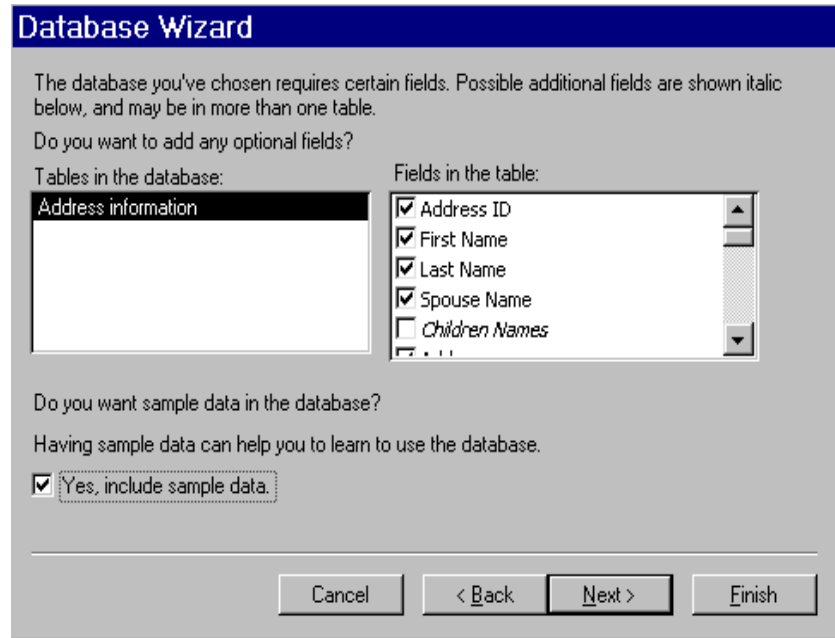 Database Wizard
The database you've chosen requires certain fields. Possible additional fields are shown italic
below, and may be in more than one table.
Do you want to add any optional fields?
Tables in the database:
Address information
Fields in the table:
Address ID
First Name
Last Name
Spouse Name
Children Names
Do you want sample data in the database?
Having sample data can help you to learn to use the database.
Yes, include sample data.
Cancel
< Back
Next >
Finish